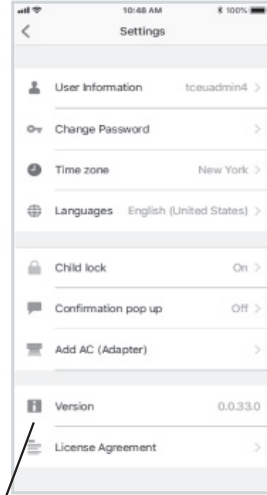 10:48 AM 100%
Settings
User Information tceuadmin4 >
Change Password >
Time zone New York >
Languages English (United States) >
Child lock On >
Confirmation pop up Off >
Add AC (Adapter) >
Version 0.0.33.0
License Agreement >